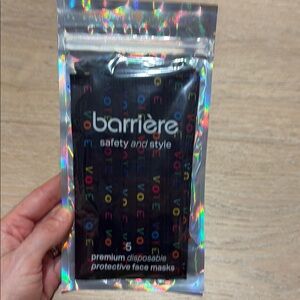 barrière
safety and style
5
premium disposable
protective face masks